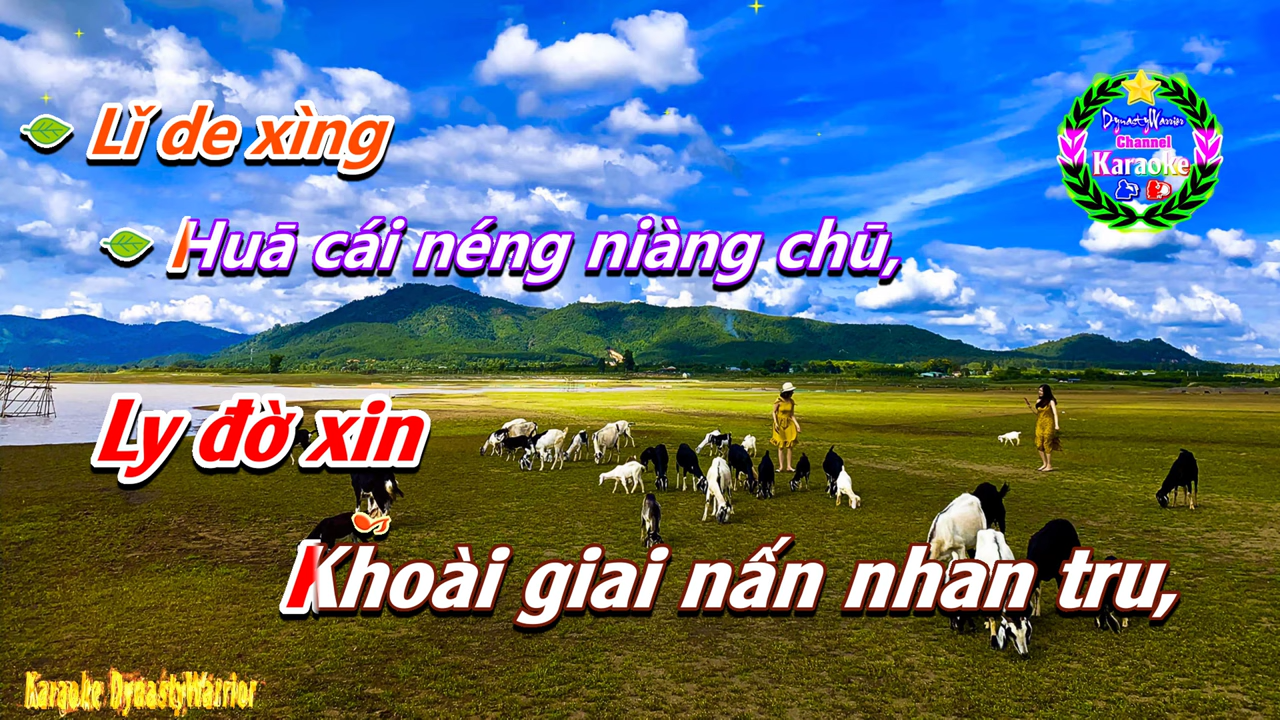 Lǐ de xìng
Huā cái néng niàng chū,
Ly đờ xin
Khoài giai nấn nhan tru,
DynastyWarrior
Channel
Karaoke
Karaoke DynastyWarrior